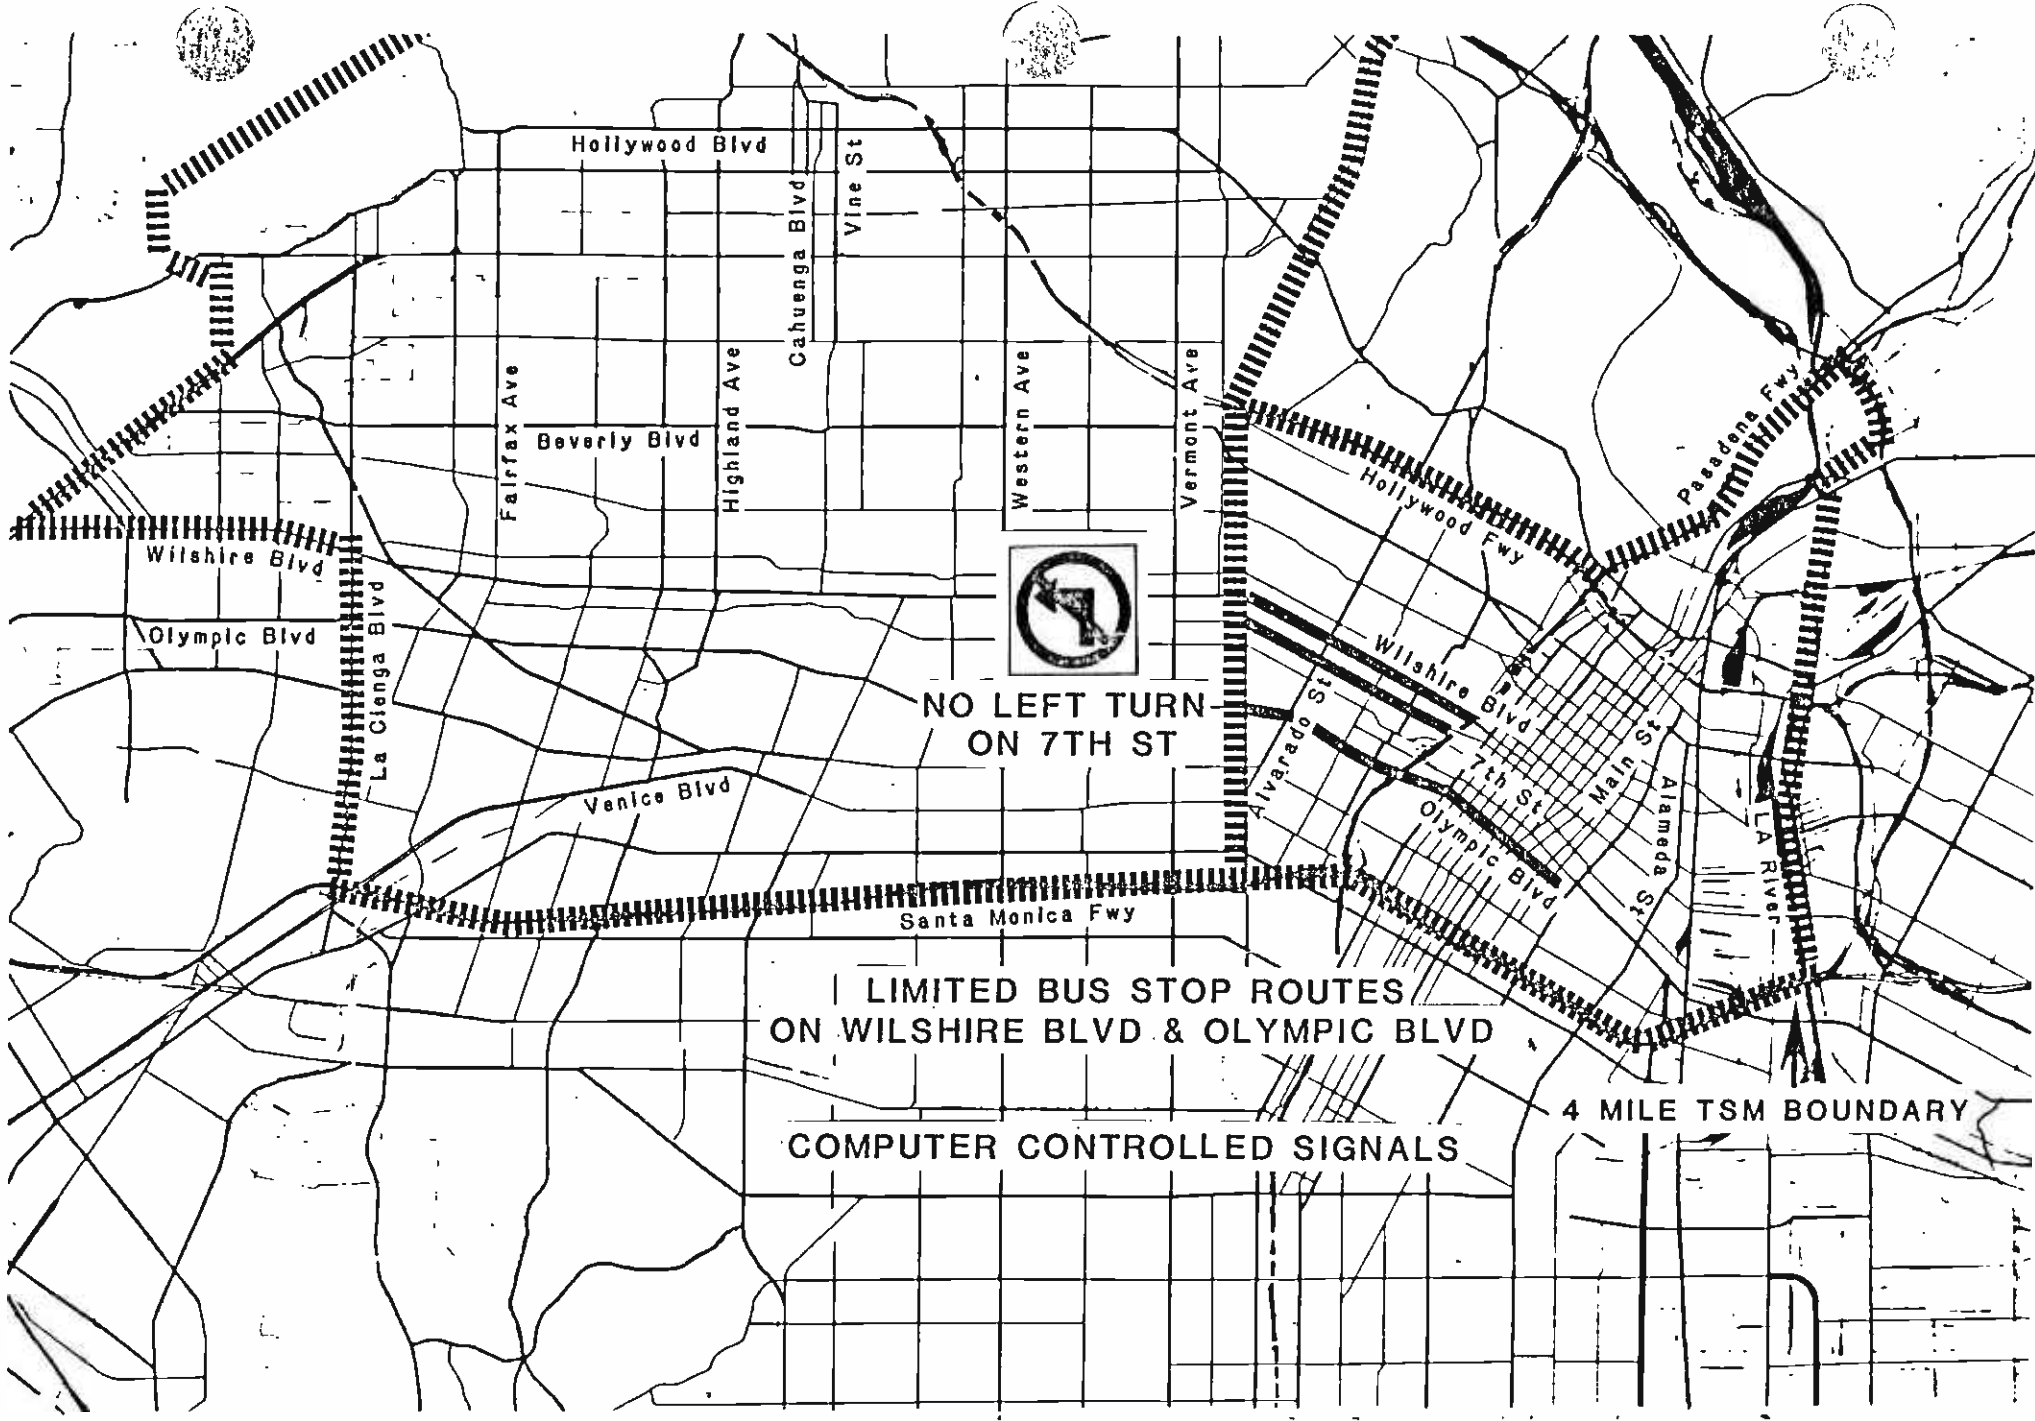 Hollywood Blvd
Vine St
Cahuenga Blvd
Fairfax Ave
Highland Ave
Western Ave
Vermont Ave
Beverly Blvd
Pasadena Fwy
Hollywood Fwy
Wilshire Blvd
Olympic Blvd
La Cienga Blvd
Wilshire Blvd
NO LEFT TURN
ON 7TH ST
Alvarado St
7th St
Main St
Olympic Blvd
Alameda St
LA River
Venice Blvd
Santa Monica Fwy
LIMITED BUS STOP ROUTES
ON WILSHIRE BLVD & OLYMPIC BLVD
4 MILE TSM BOUNDARY
COMPUTER CONTROLLED SIGNALS